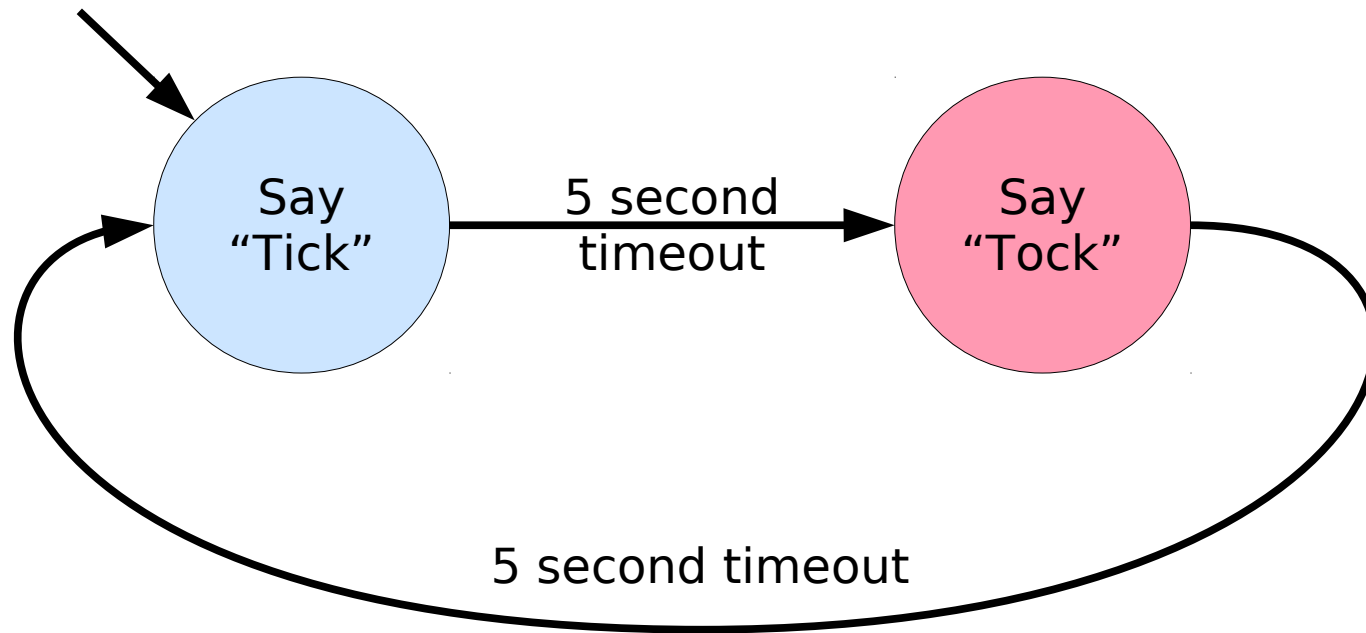 Say
“Tick”
5 second
timeout
Say
“Tock”
5 second timeout